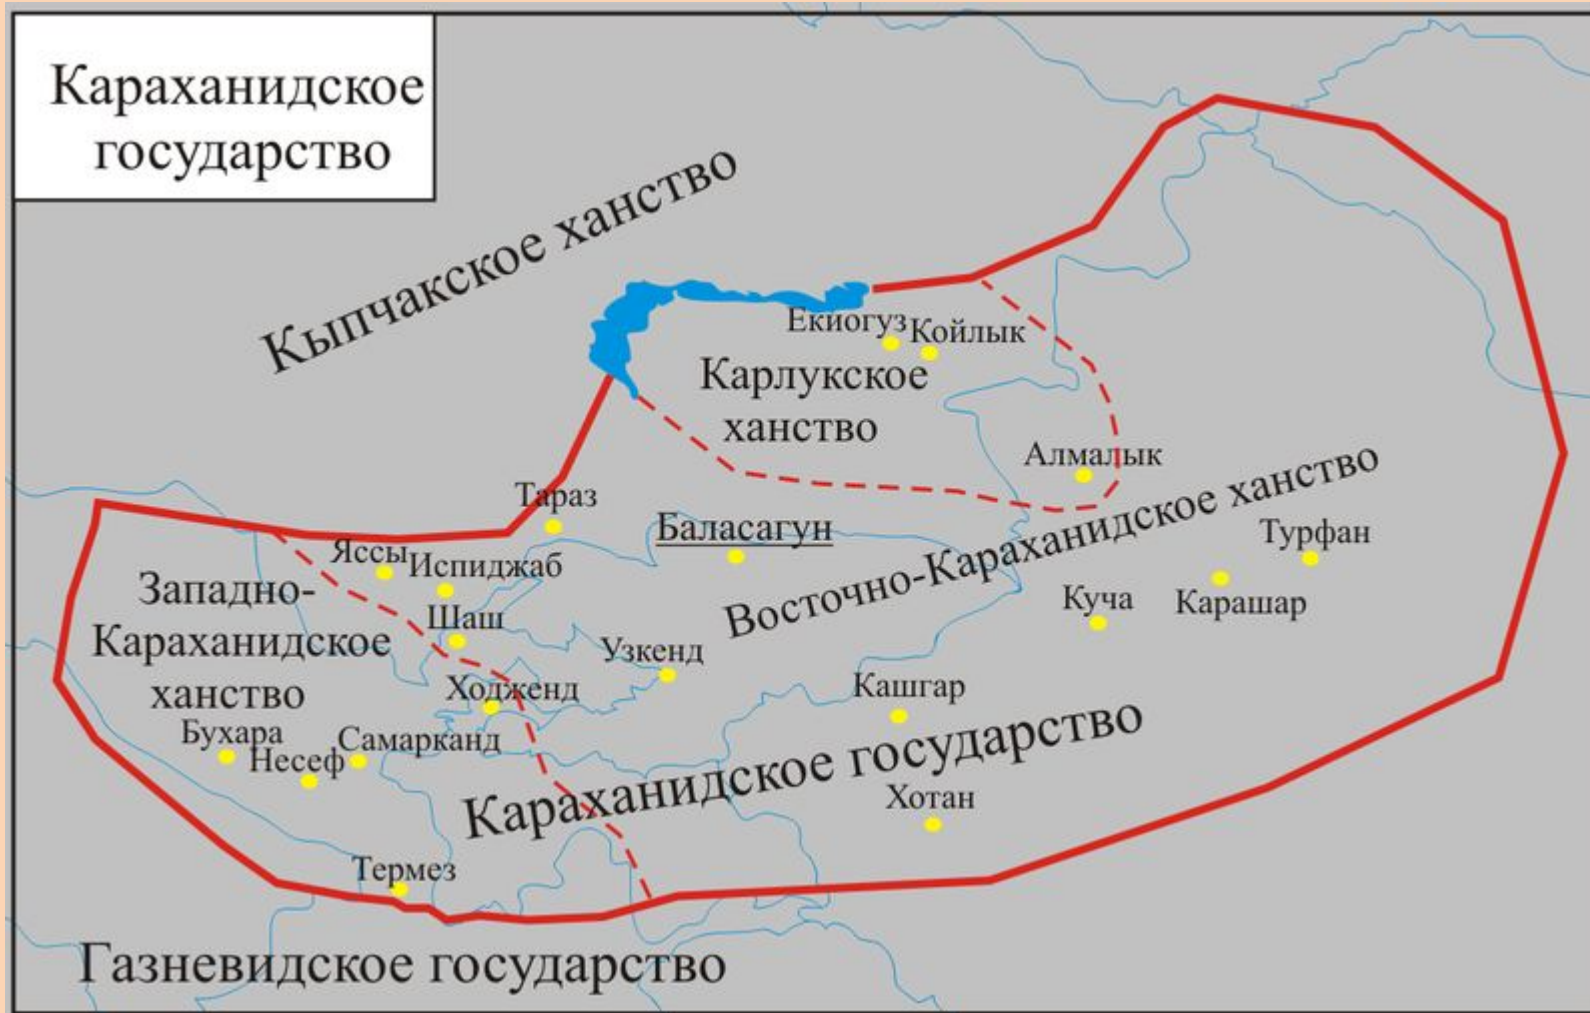 Караханидское
государство
Кыпчакское ханство
Екиогуз
Койлык
Карлукское
ханство
Алмалык
Тараз
Баласагун
Восточно-Караханидское ханство
Турфан
Яссы
Испиджаб
Западно-
Караханидское
ханство
Шаш
Куча
Карашар
Узкенд
Ходженд
Кашгар
Бухара
Несеф
Самарканд
Караханидское государство
Хотан
Термез
Газневидское государство